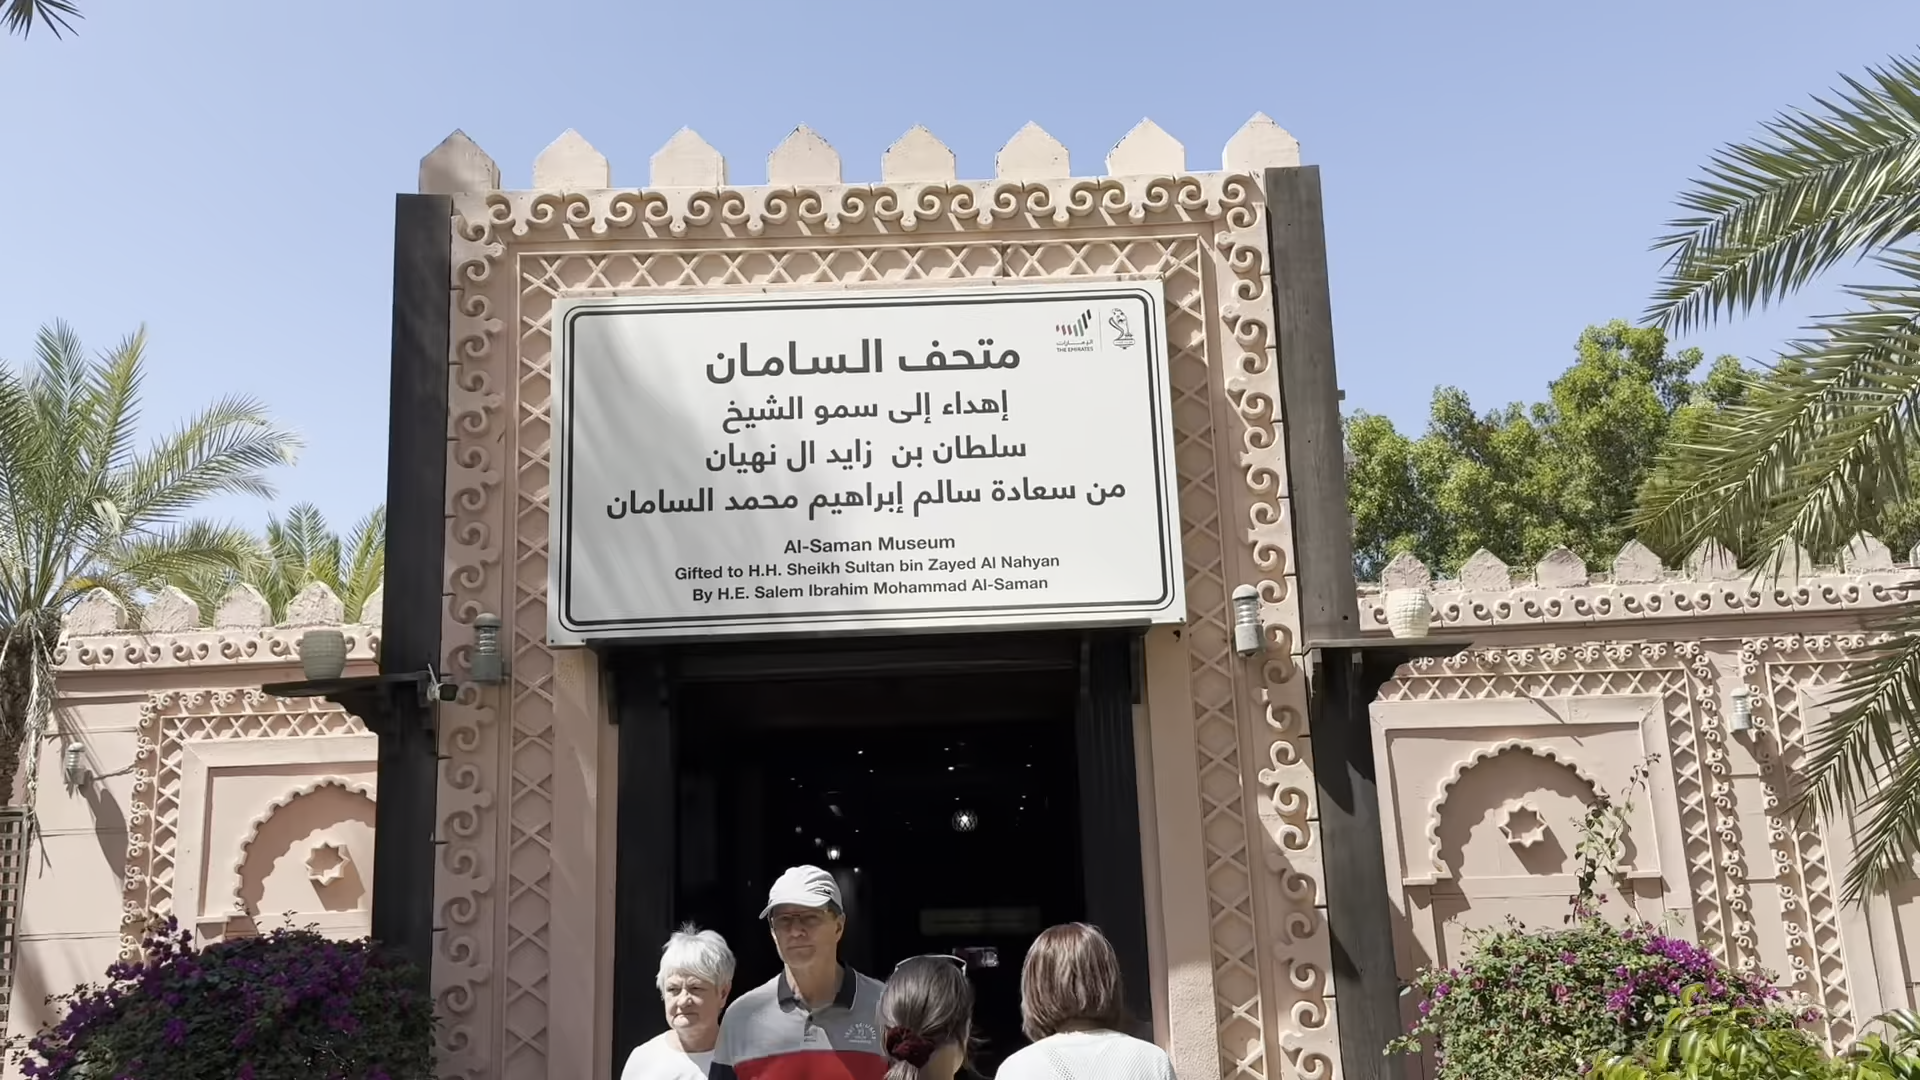 متحف السامان
إهداء إلى سمو الشيخ
سلطان بن زايد ال نهيان
من سعادة سالم إبراهيم محمد السامان
Al-Saman Museum
Gifted to H.H. Sheikh Sultan bin Zayed Al Nahyan
By H.E. Salem Ibrahim Mohammad Al-Saman
الإمارات
THE EMIRATES